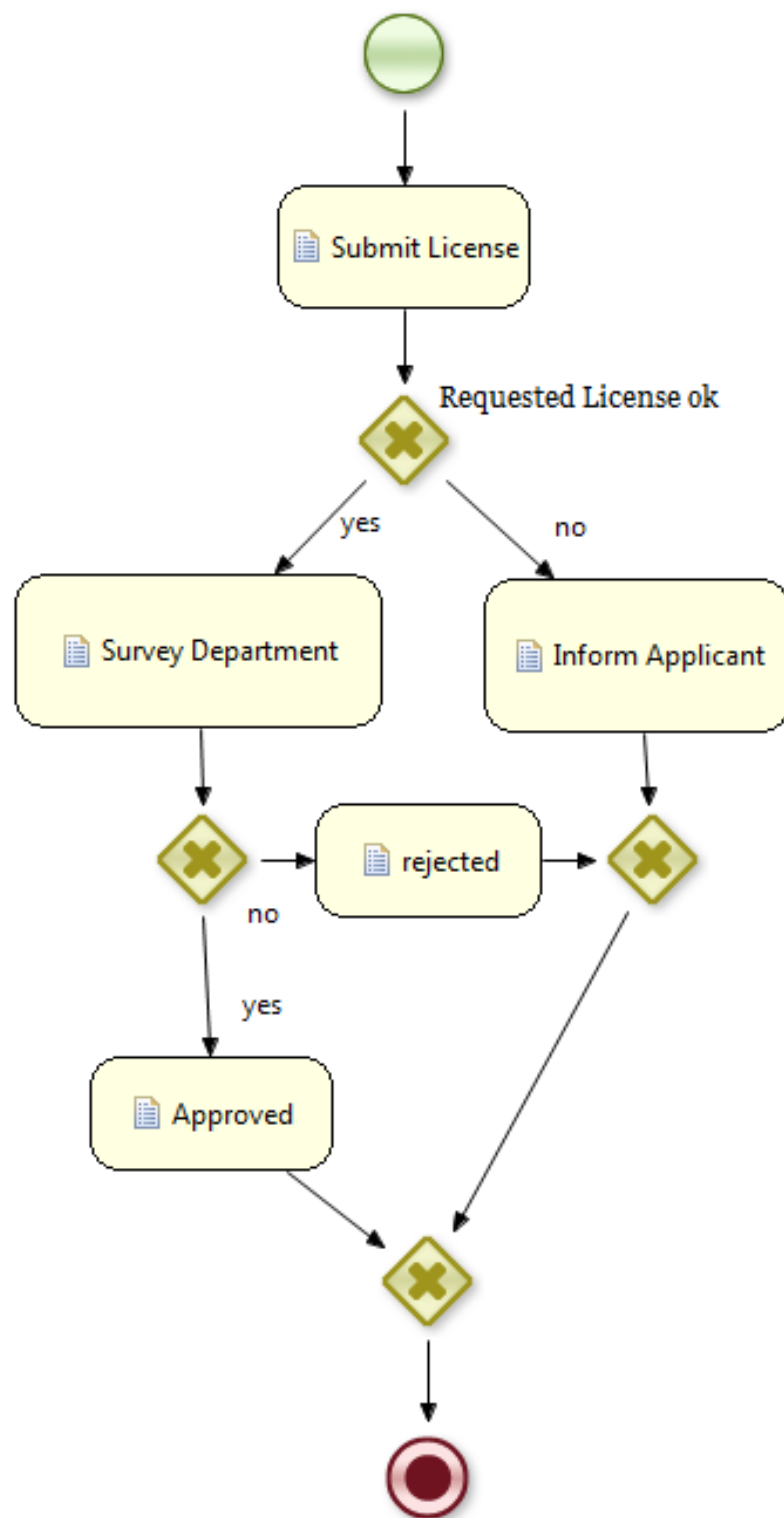 Submit License
Requested License ok
yes
no
Survey Department
Inform Applicant
rejected
no
yes
Approved